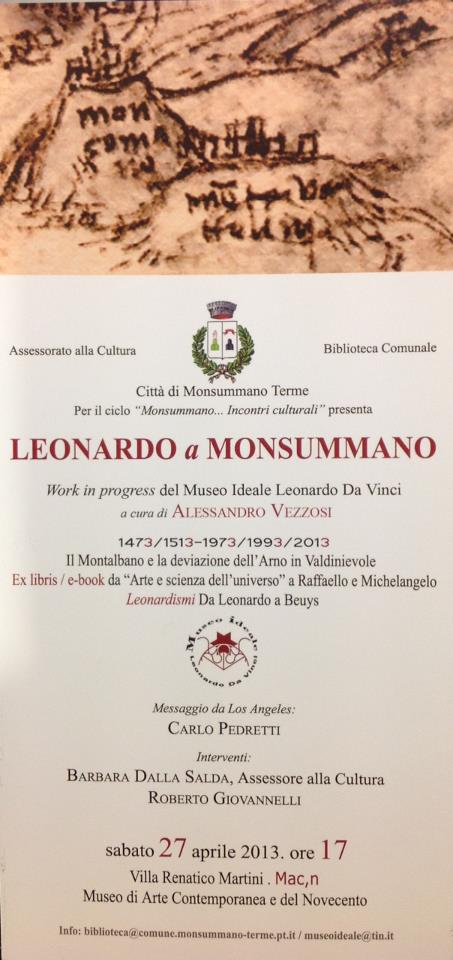 mon
coma
Assessorato alla Cultura
Biblioteca Comunale
Città di Monsummano Terme
Per il ciclo “Monsummano... Incontri culturali” presenta
LEONARDO a MONSUMMANO
Work in progress del Museo Ideale Leonardo Da Vinci
a cura di ALESSANDRO VEZZOSI
1473/1513–1973/1993/2013
Il Montalbano e la deviazione dell’Arno in Valdinievole
Ex libris / e-book da “Arte e scienza dell’universo” a Raffaello e Michelangelo
Leonardismi Da Leonardo a Beuys
Museo Ideale
Leonardo Da Vinci
Messaggio da Los Angeles:
CARLO PEDRETTI
Interventi:
BARBARA DALLA SALDA, Assessore alla Cultura
ROBERTO GIOVANNELLI
sabato 27 aprile 2013. ore 17
Villa Renatico Martini . Mac,n
Museo di Arte Contemporanea e del Novecento
Info: biblioteca@comune.monsummano-terme.pt.it / museoideale@tin.it